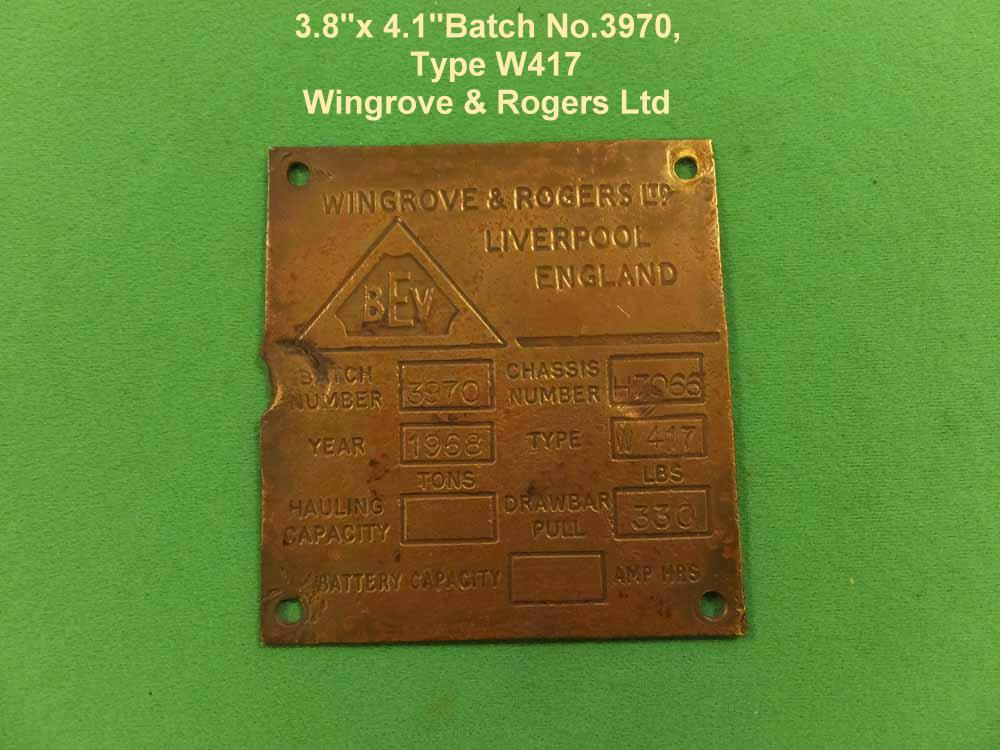 3.8"x 4.1"Batch No.3970,
Type W417
Wingrove & Rogers Ltd
WINGROVE & ROGERS LTD
LIVERPOOL
ENGLAND
BEV
BATCH NUMBER 3970 CHASSIS NUMBER H7066
YEAR 1968 TYPE W 417
TONS LBS
HAULING CAPACITY DRAWBAR PULL 330
BATTERY CAPACITY AMP HRS